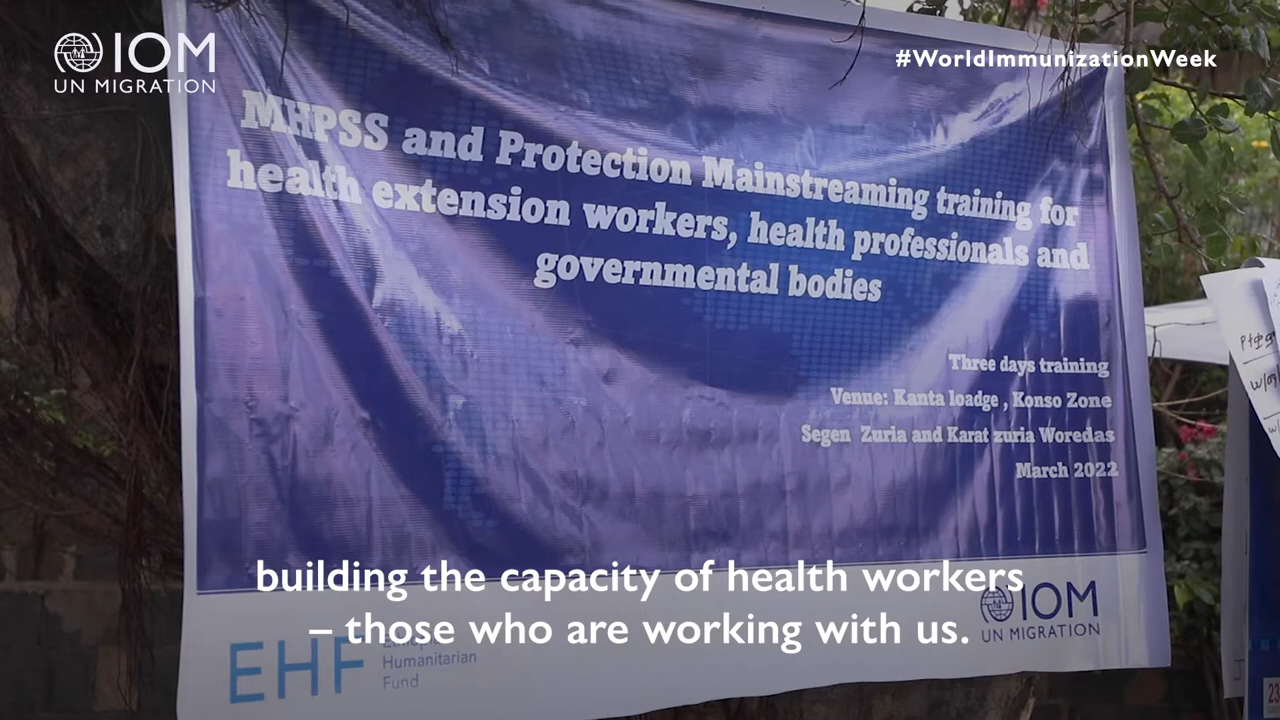 IOM
UN MIGRATION
#WorldImmunizationWeek
MHPSS and Protection Mainstreaming training for
health extension workers, health professionals and
governmental bodies
Three days training
Venue: Kanta loadge , Konso Zone
Segen Zuria and Karat zuria Woredas
March 2022
building the capacity of health workers
– those who are working with us.
IOM
UN MIGRATION
EHF
Humanitarian
Fund
23